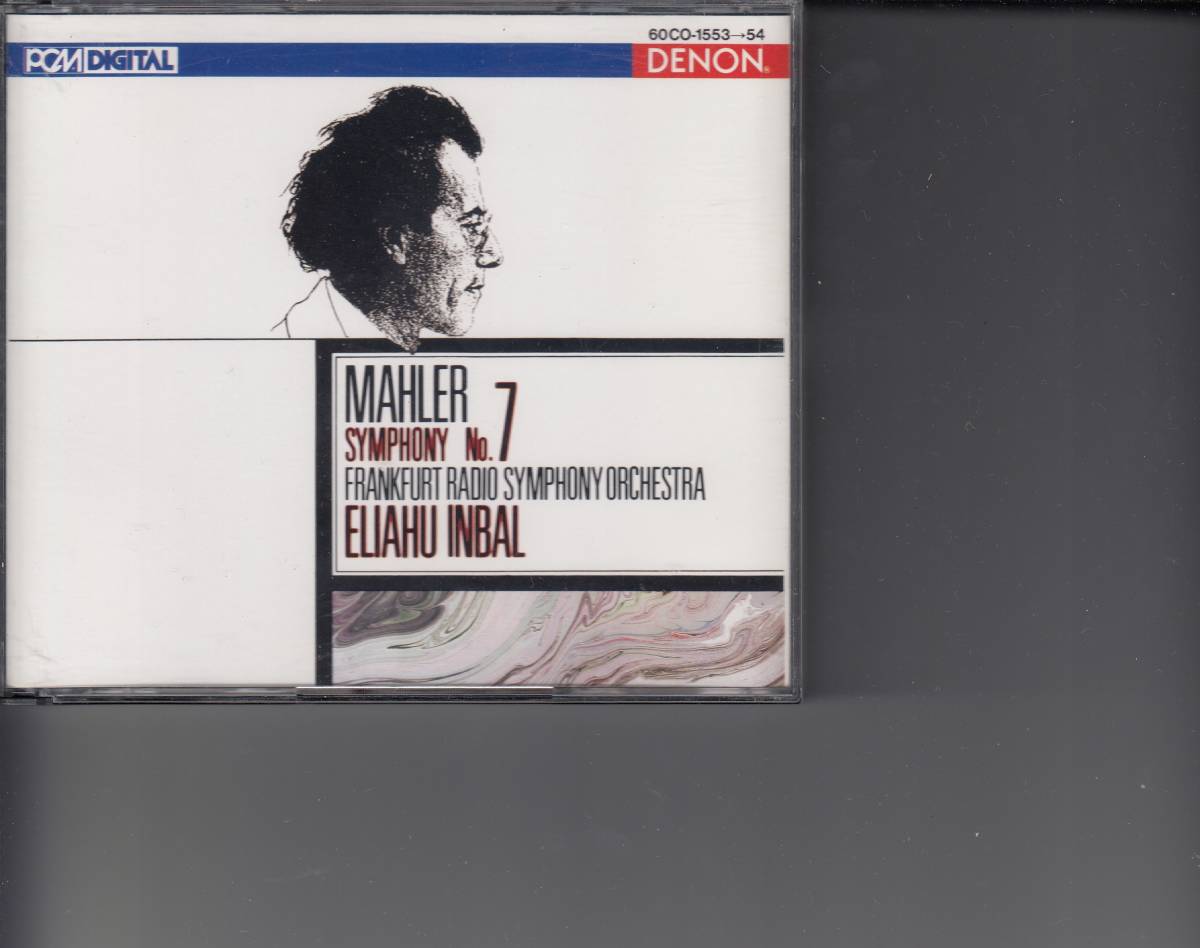 60CO-1553→54
PCM DIGITAL
DENON®
MAHLER
SYMPHONY No. 7
FRANKFURT RADIO SYMPHONY ORCHESTRA
ELIAHU INBAL